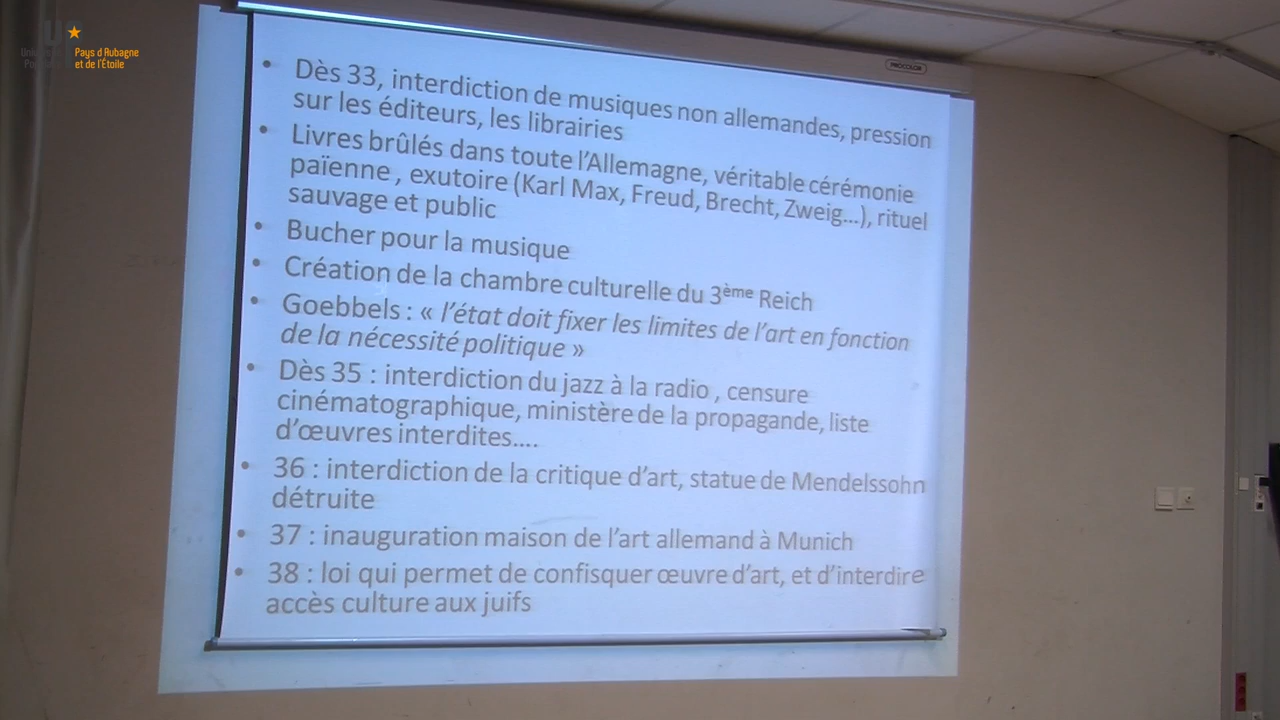 Pays d'Aubagne
et de l'Étoile
PROCOLOR
• Dès 33, interdiction de musiques non allemandes, pression
sur les éditeurs, les librairies
• Livres brûlés dans toute l'Allemagne, véritable cérémonie
païenne , exutoire (Karl Max, Freud, Brecht, Zweig...), rituel
sauvage et public
• Bucher pour la musique
• Création de la chambre culturelle du 3ème Reich
• Goebbels : « l'état doit fixer les limites de l'art en fonction
de la nécessité politique »
• Dès 35 : interdiction du jazz à la radio , censure
cinématographique, ministère de la propagande, liste
d'œuvres interdites....
• 36 : interdiction de la critique d'art, statue de Mendelssohn
détruite
• 37 : inauguration maison de l'art allemand à Munich
• 38 : loi qui permet de confisquer œuvre d'art, et d'interdire
accès culture aux juifs